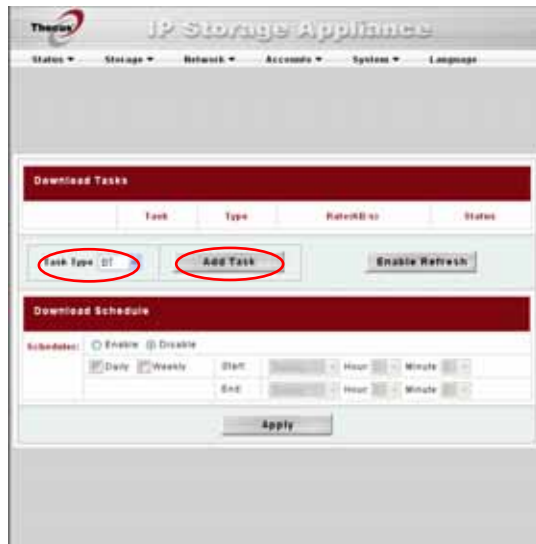 Thecus
IP Storage Appliance
Status Storage Network Accounts System Language
Download Tasks
Task Type Rate(KB/s) Status
Task Type BT Add Task Enable Refresh
Download Schedule
Schedules: Enable Disable
Daily Weekly Start: Hour Minute
End: Hour Minute
Apply